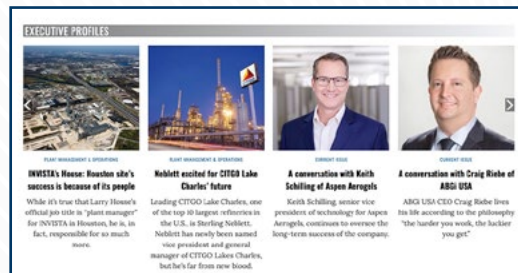 EXECUTIVE PROFILES
PLANT MANAGEMENT & OPERATIONS
INVISTA's House: Houston site's
success is because of its people
While it's true that Larry House's
official job title is "plant manager"
for INVISTA in Houston, he is, in
fact, responsible for so much
more.
PLANT MANAGEMENT & OPERATIONS
Neblett excited for CITGO Lake
Charles' future
Leading CITGO Lake Charles, one
of the top 10 largest refineries in
the U.S., is Sterling Neblett.
Neblett has newly been named
vice president and general
manager of CITGO Lakes Charles,
but he's far from new blood.
CURRENT ISSUE
A conversation with Keith
Schilling of Aspen Aerogels
Keith Schilling, senior vice
president of technology for Aspen
Aerogels, continues to oversee the
long-term success of the company.
CURRENT ISSUE
A conversation with Craig Riebe of
ABGi USA
ABGi USA CEO Craig Riebe lives
his life according to the philosophy
"the harder you work, the luckier
you get."